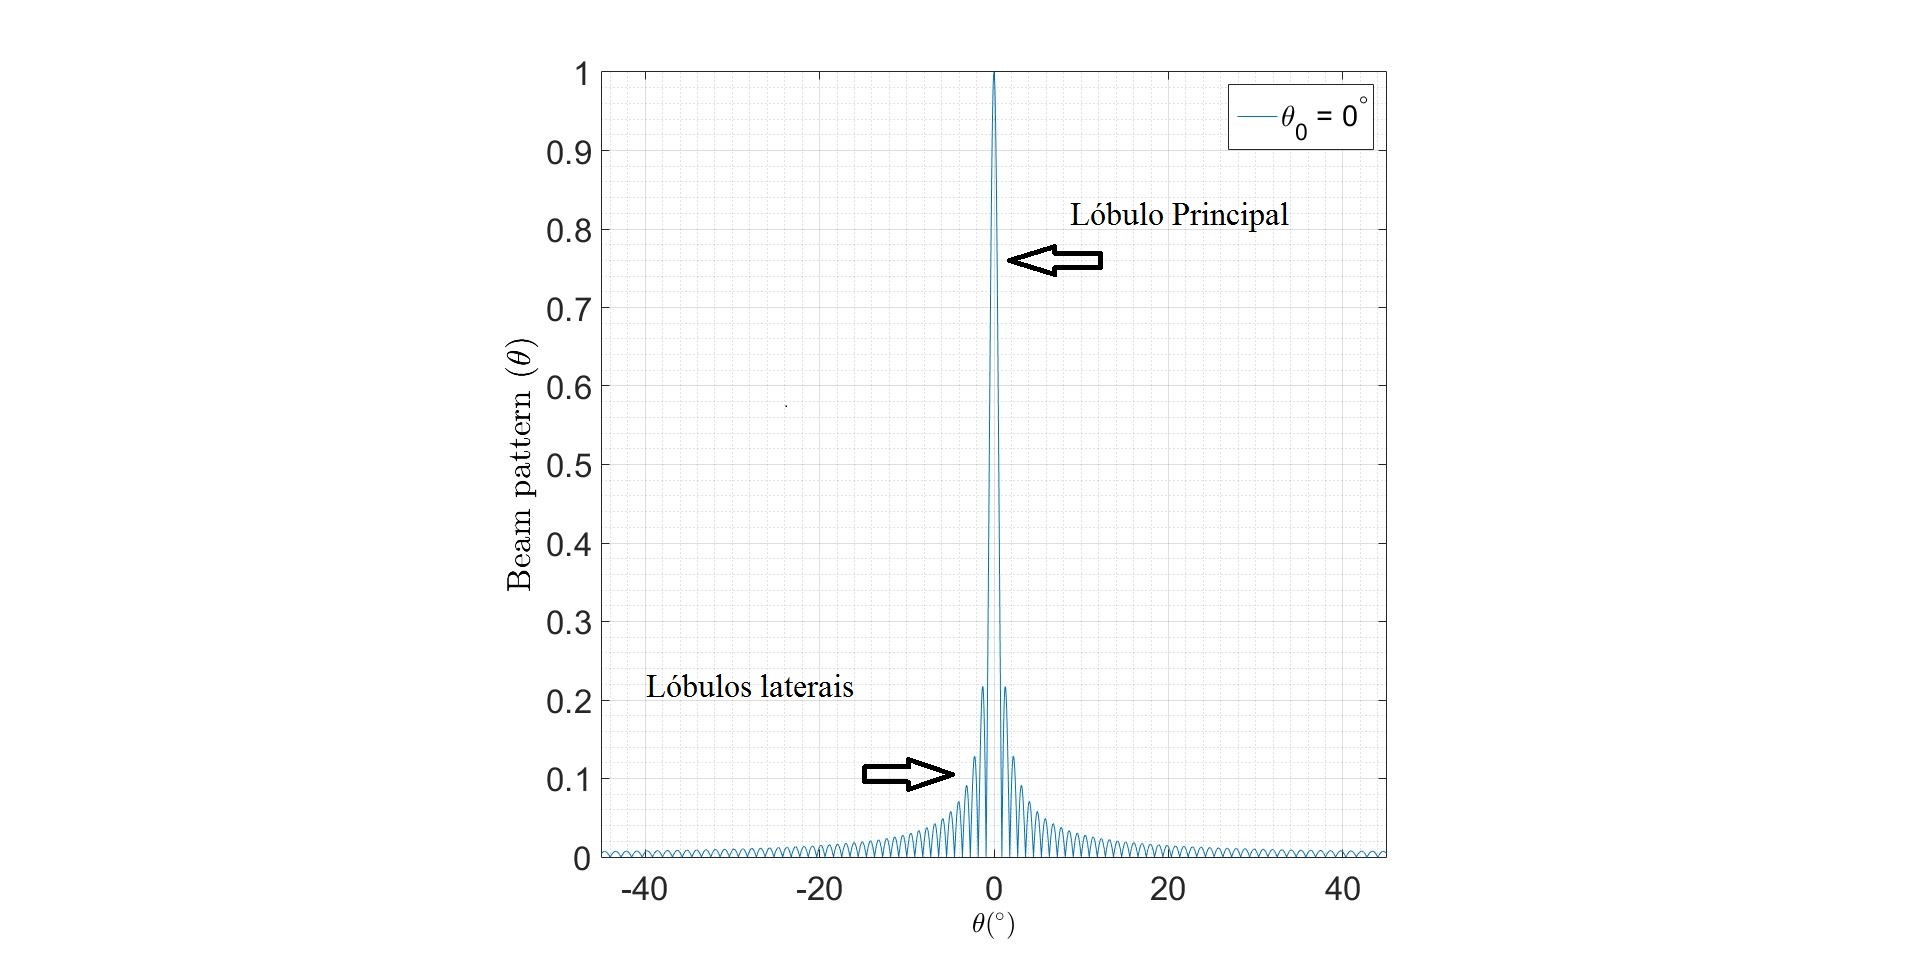 1
θ₀ = 0°
0.9
Lóbulo Principal
0.8
0.7
Beam pattern (θ)
0.6
0.5
0.4
0.3
Lóbulos laterais
0.2
0.1
0
-40 -20 0 20 40
θ(°)